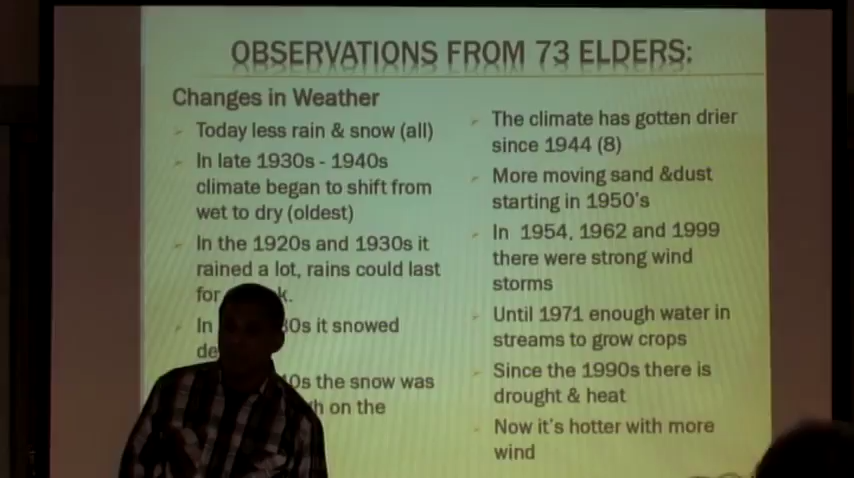 OBSERVATIONS FROM 73 ELDERS:
Changes in Weather
Today less rain & snow (all)
In late 1930s - 1940s
climate began to shift from
wet to dry (oldest)
In the 1920s and 1930s it
rained a lot, rains could last
for k.
In 30s it snowed
de
0s the snow was
h on the
The climate has gotten drier
since 1944 (8)
More moving sand &dust
starting in 1950's
In 1954, 1962 and 1999
there were strong wind
storms
Until 1971 enough water in
streams to grow crops
Since the 1990s there is
drought & heat
Now it's hotter with more
wind